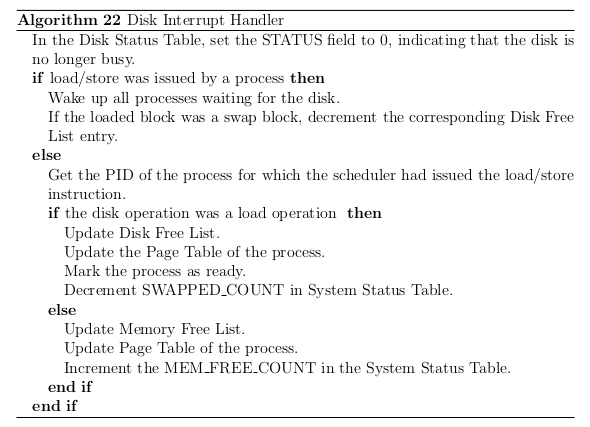 Algorithm 22 Disk Interrupt Handler
In the Disk Status Table, set the STATUS field to 0, indicating that the disk is
no longer busy.
if load/store was issued by a process then
Wake up all processes waiting for the disk.
If the loaded block was a swap block, decrement the corresponding Disk Free
List entry.
else
Get the PID of the process for which the scheduler had issued the load/store
instruction.
if the disk operation was a load operation then
Update Disk Free List.
Update the Page Table of the process.
Mark the process as ready.
Decrement SWAPPED_COUNT in System Status Table.
else
Update Memory Free List.
Update Page Table of the process.
Increment the MEM_FREE_COUNT in the System Status Table.
end if
end if